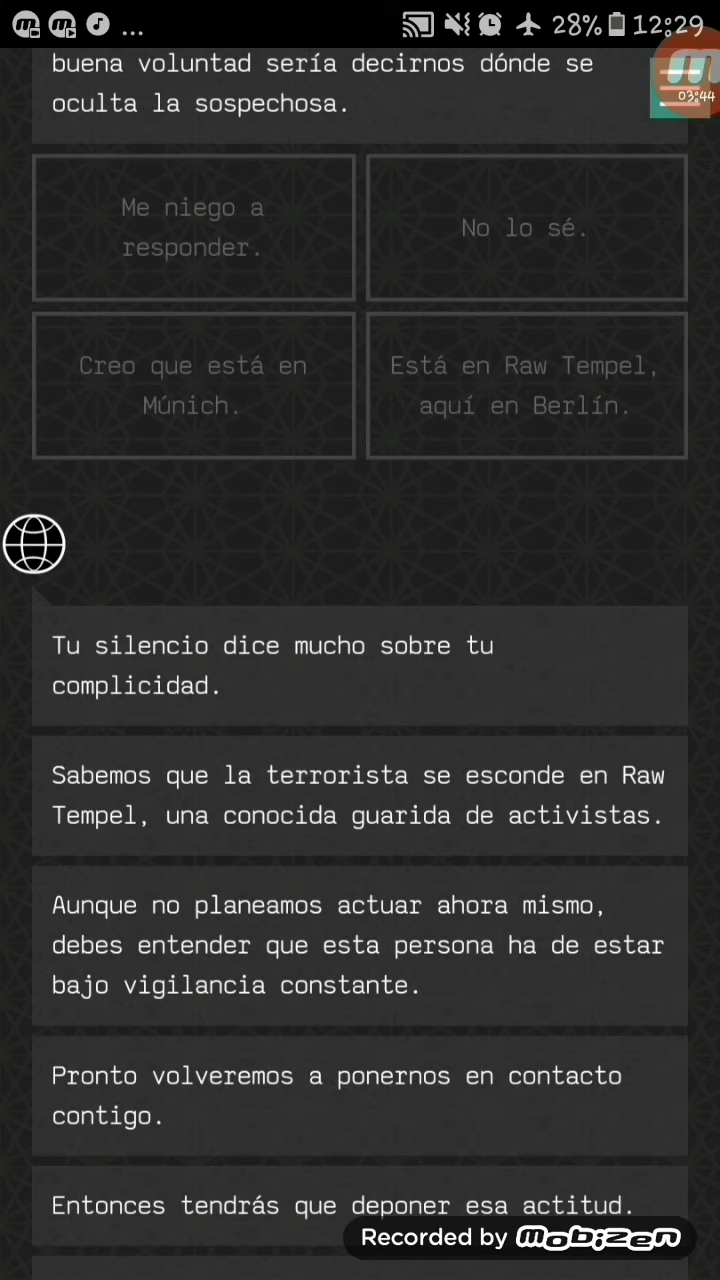 ... 28% 12:29
buena voluntad sería decirnos dónde se
oculta la sospechosa.
03:44
Me niego a
responder.
No lo sé.
Creo que está en
Múnich.
Está en Raw Tempel,
aquí en Berlín.
Tu silencio dice mucho sobre tu
complicidad.
Sabemos que la terrorista se esconde en Raw
Tempel, una conocida guarida de activistas.
Aunque no planeamos actuar ahora mismo,
debes entender que esta persona ha de estar
bajo vigilancia constante.
Pronto volveremos a ponernos en contacto
contigo.
Entonces tendrás que deponer esa actitud.
Recorded by mobizen